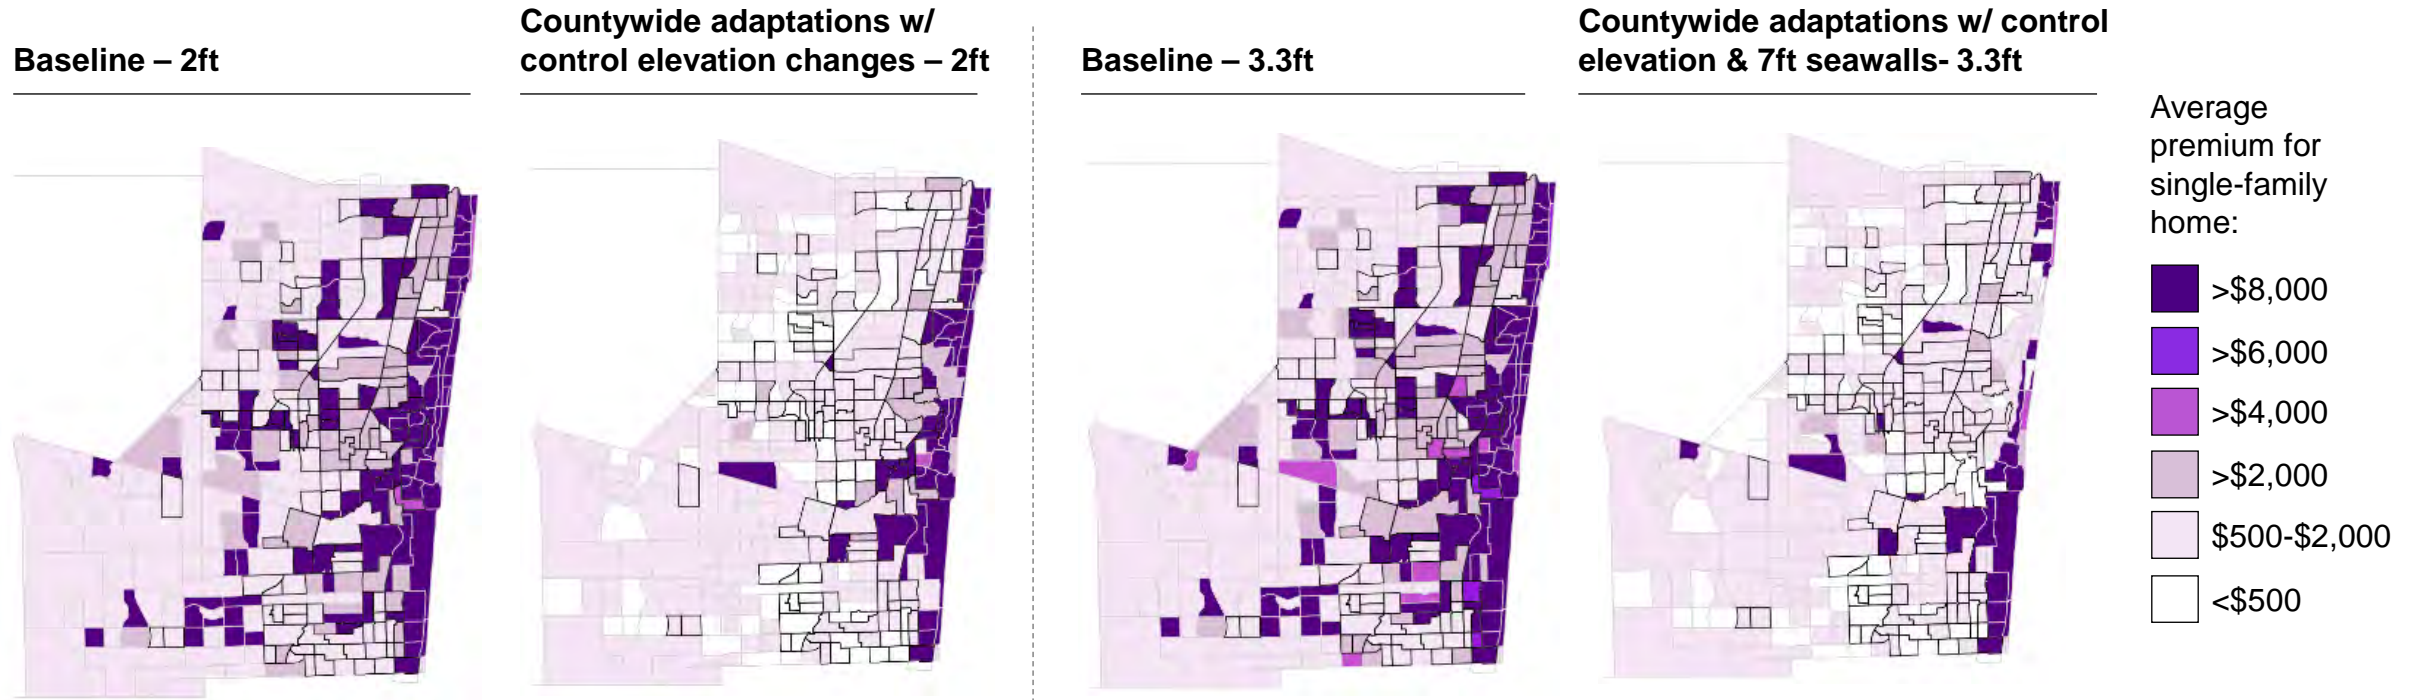 Baseline – 2ft
Countywide adaptations w/
control elevation changes – 2ft
Baseline – 3.3ft
Countywide adaptations w/ control
elevation & 7ft seawalls- 3.3ft
Average
premium for
single-family
home:
>$8,000
>$6,000
>$4,000
>$2,000
$500-$2,000
<$500